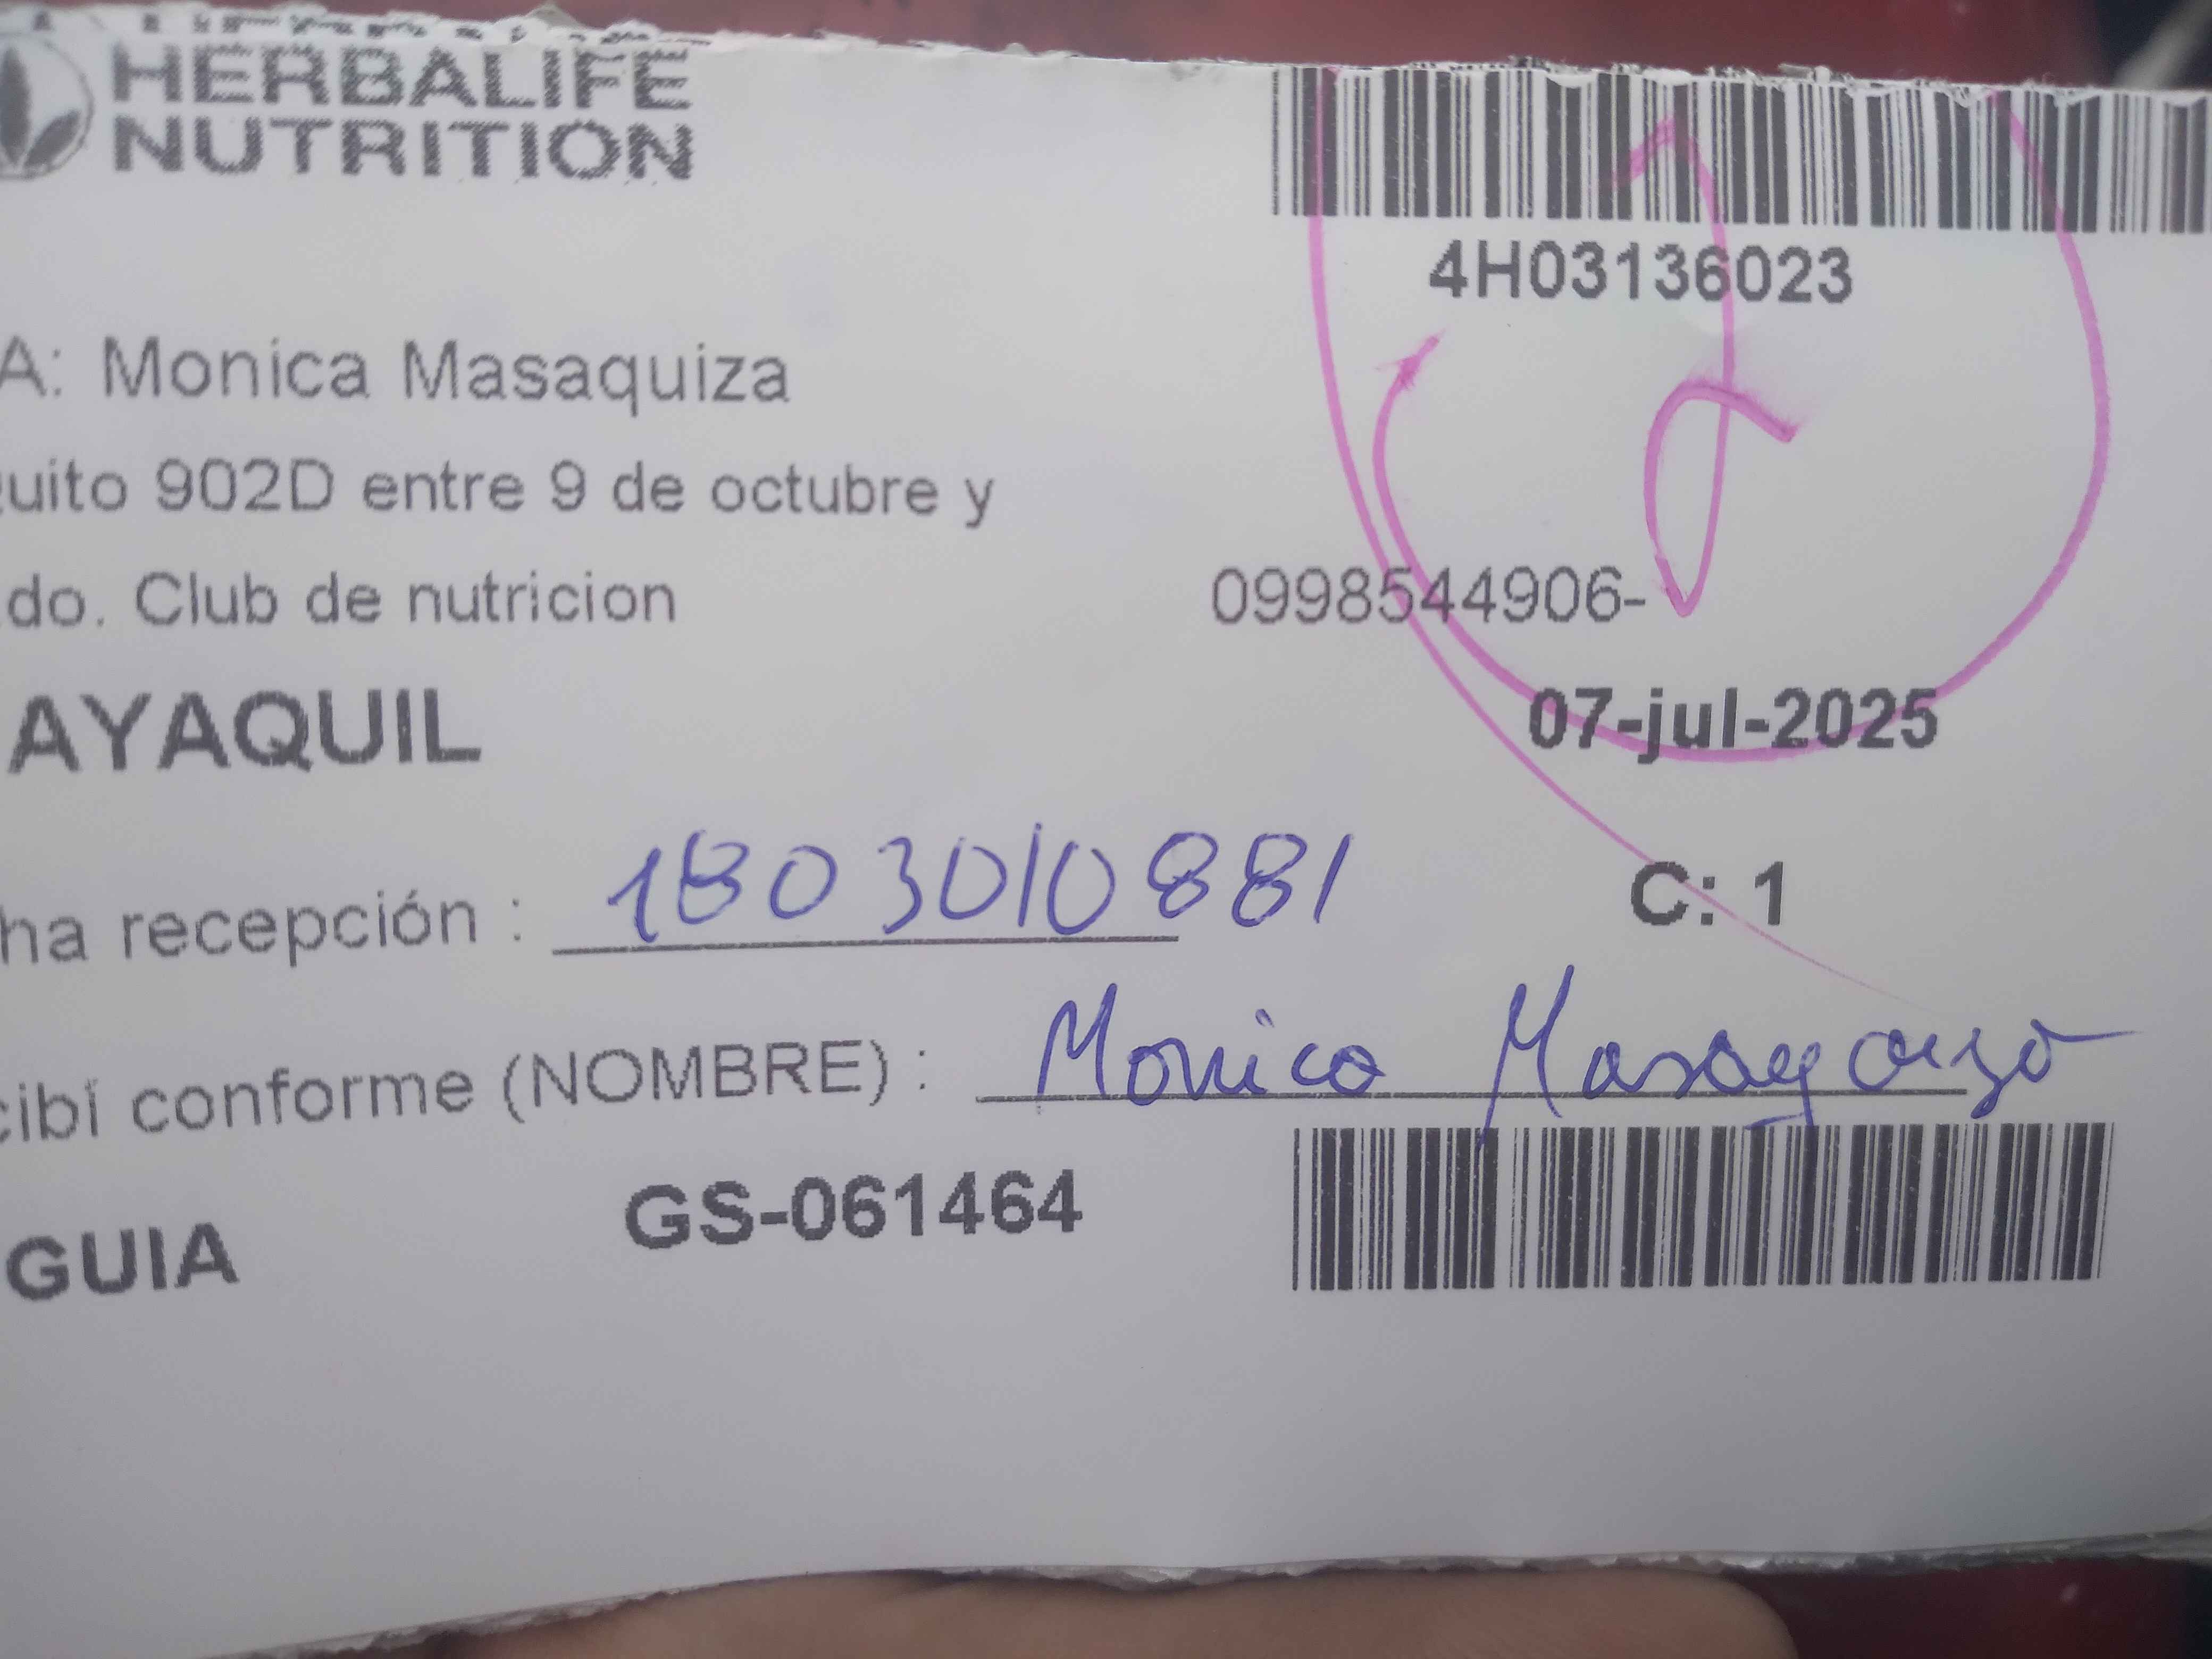 HERBALIFE
NUTRITION
4H03136023
A: Monica Masaquiza
uito 902D entre 9 de octubre y
do. Club de nutricion
0998544906-
AYAQUIL
07-jul-2025
ha recepción : 1803010881
C: 1
cibí conforme (NOMBRE) : Monica Masaquiza
GUIA GS-061464